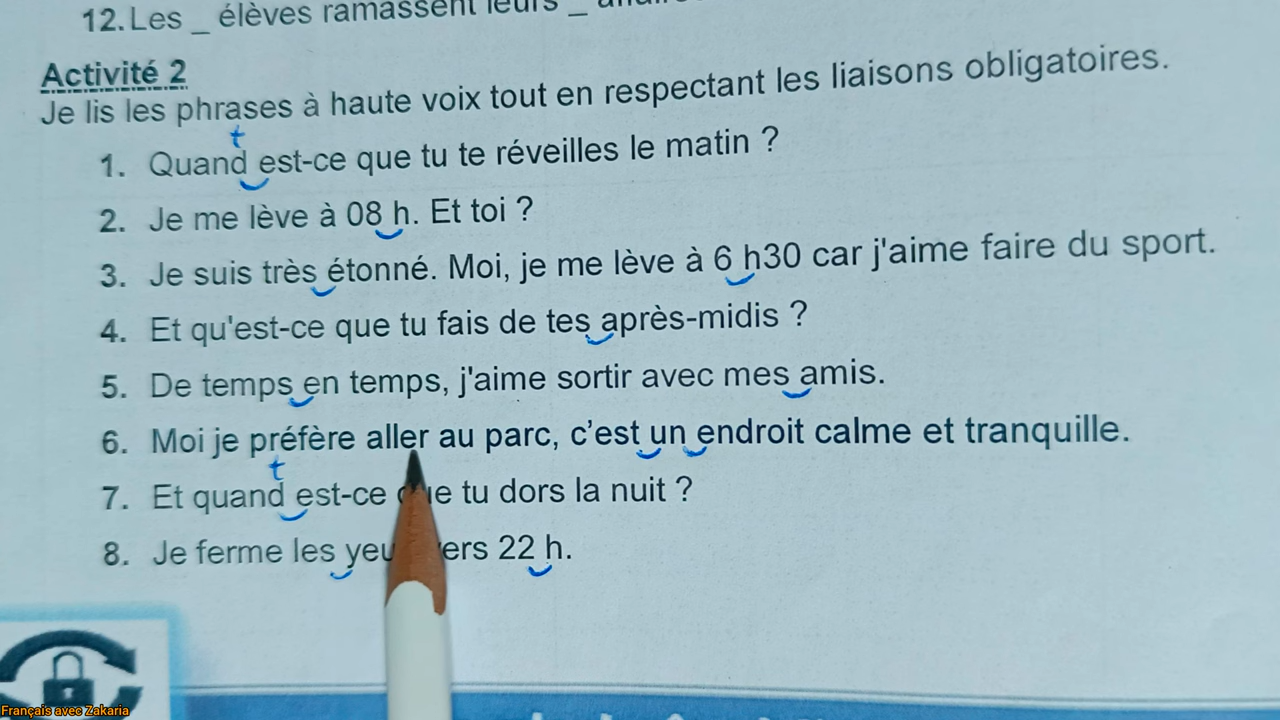 12. Les _ élèves ramassent leurs _
Activité 2
Je lis les phrases à haute voix tout en respectant les liaisons obligatoires.
t
1. Quand est-ce que tu te réveilles le matin ?
2. Je me lève à 08 h. Et toi ?
3. Je suis très étonné. Moi, je me lève à 6 h30 car j'aime faire du sport.
4. Et qu'est-ce que tu fais de tes après-midis ?
5. De temps en temps, j'aime sortir avec mes amis.
6. Moi je préfère aller au parc, c'est un endroit calme et tranquille.
t
7. Et quand est-ce que tu dors la nuit ?
8. Je ferme les 22 h.
Français avec Zakaria